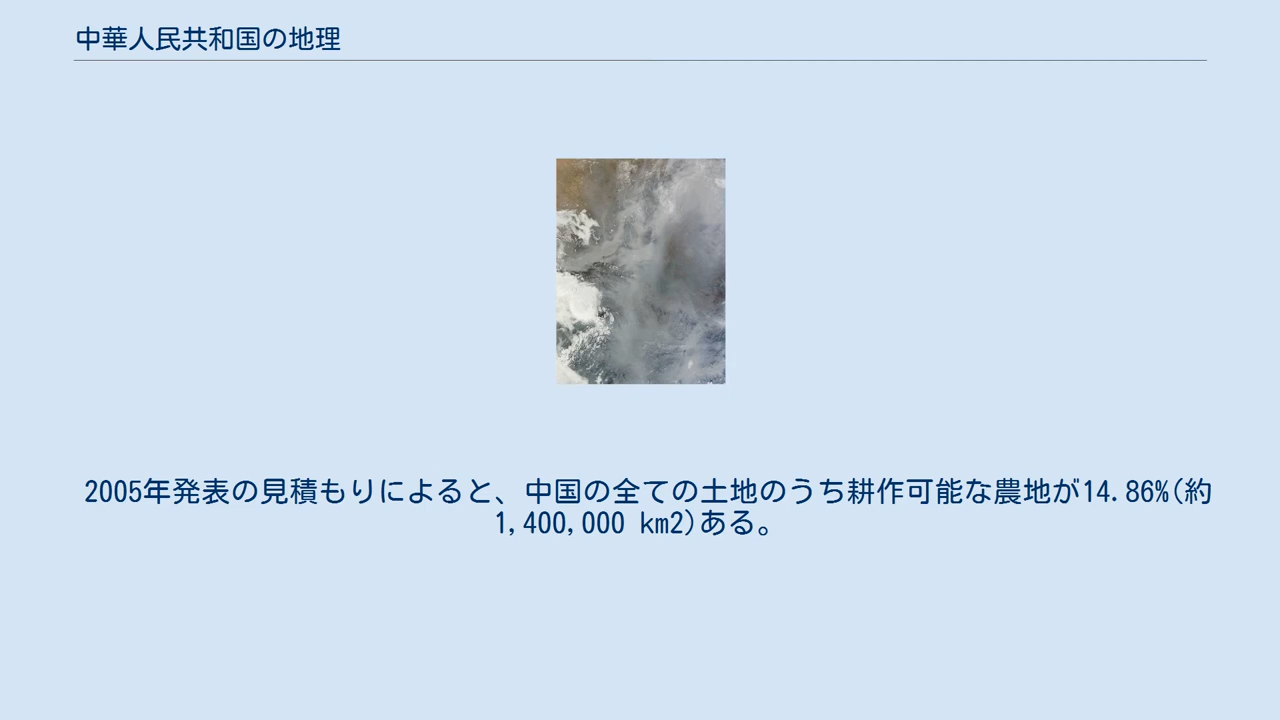 中華人民共和国の地理
2005年発表の見積もりによると、中国の全ての土地のうち耕作可能な農地が14.86%(約
1,400,000 km2)ある。